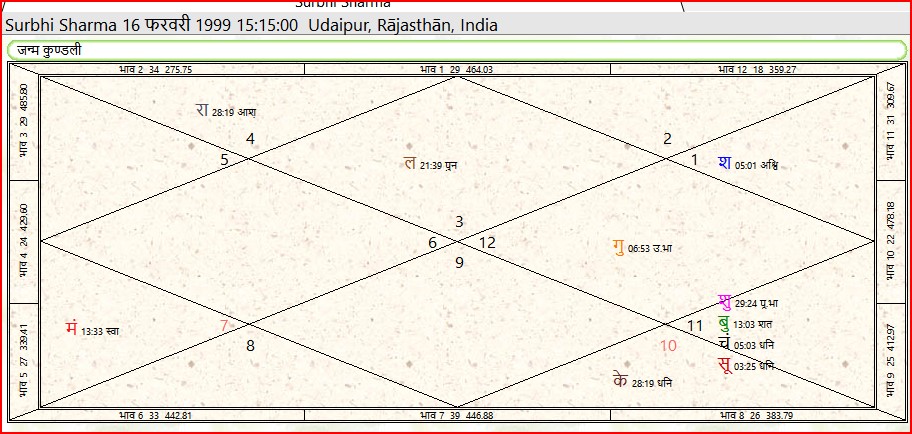 Surbhi Sharma
Surbhi Sharma 16 फरवरी 1999 15:15:00 Udaipur, Rājasthān, India
जन्म कुण्डली
भाव 2 34 275.75
भाव 1 29 464.03
भाव 12 18 359.27
भाव 3 29 485.80
भाव 11 31 309.67
रा 28:19 आश्
4
2
5
ल 21:39 पुन
1
श 05:01 अश्वि
3
भाव 4 24 429.60
भाव 10 22 478.18
6
12
गु 06:53 उ.भा
9
शु 29:24 पू.भा
मं 13:33 स्वा
7
11
बु 13:03 शत
8
10
चं 05:03 धनि
सू 03:25 धनि
के 28:19 धनि
भाव 5 27 339.41
भाव 9 25 412.97
भाव 6 33 442.81
भाव 7 39 446.88
भाव 8 26 383.79